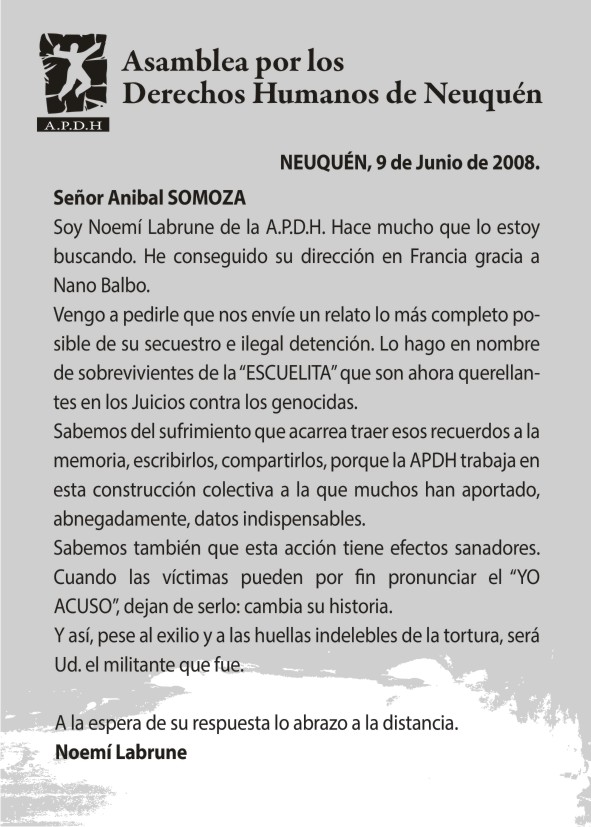 A.P.D.H
Asamblea por los
Derechos Humanos de Neuquén
NEUQUÉN, 9 de Junio de 2008.
Señor Anibal SOMOZA
Soy Noemí Labrune de la A.P.D.H. Hace mucho que lo estoy
buscando. He conseguido su dirección en Francia gracia a
Nano Balbo.
Vengo a pedirle que nos envíe un relato lo más completo po-
sible de su secuestro e ilegal detención. Lo hago en nombre
de sobrevivientes de la “ESCUELITA” que son ahora querellan-
tes en los Juicios contra los genocidas.
Sabemos del sufrimiento que acarrea traer esos recuerdos a la
memoria, escribirlos, compartirlos, porque la APDH trabaja en
esta construcción colectiva a la que muchos han aportado,
abnegadamente, datos indispensables.
Sabemos también que esta acción tiene efectos sanadores.
Cuando las víctimas pueden por fin pronunciar el “YO
ACUSO”, dejan de serlo: cambia su historia.
Y así, pese al exilio y a las huellas indelebles de la tortura, será
Ud. el militante que fue.
A la espera de su respuesta lo abrazo a la distancia.
Noemí Labrune